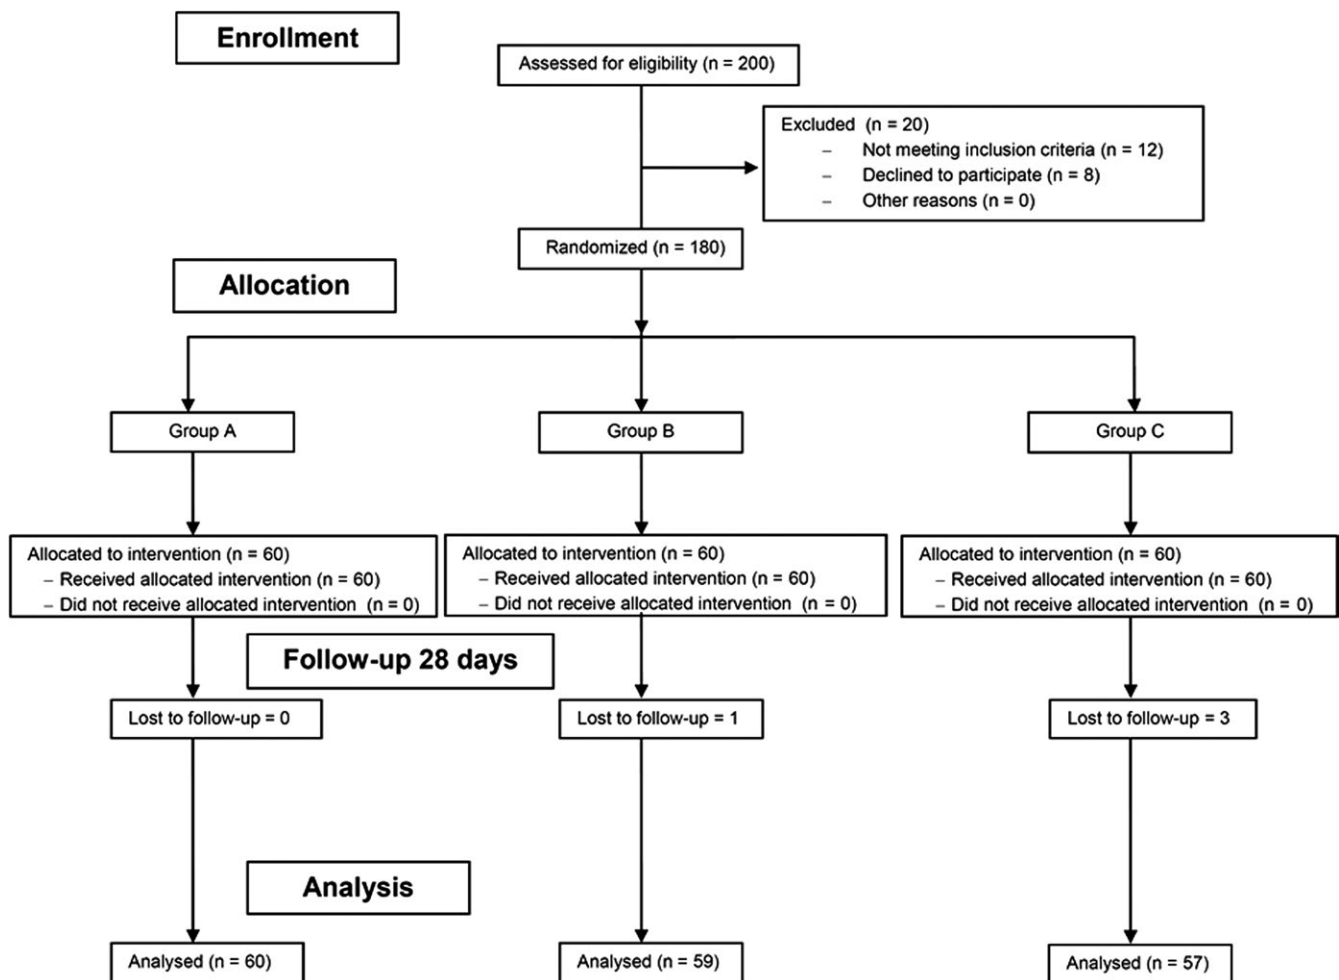 Enrollment
Assessed for eligibility (n = 200)
Excluded (n = 20)
– Not meeting inclusion criteria (n = 12)
– Declined to participate (n = 8)
– Other reasons (n = 0)
Randomized (n = 180)
Allocation
Group A
Group B
Group C
Allocated to intervention (n = 60)
– Received allocated intervention (n = 60)
– Did not receive allocated intervention (n = 0)
Allocated to intervention (n = 60)
– Received allocated intervention (n = 60)
– Did not receive allocated intervention (n = 0)
Allocated to intervention (n = 60)
– Received allocated intervention (n = 60)
– Did not receive allocated intervention (n = 0)
Follow-up 28 days
Lost to follow-up = 0
Lost to follow-up = 1
Lost to follow-up = 3
Analysis
Analysed (n = 60)
Analysed (n = 59)
Analysed (n = 57)